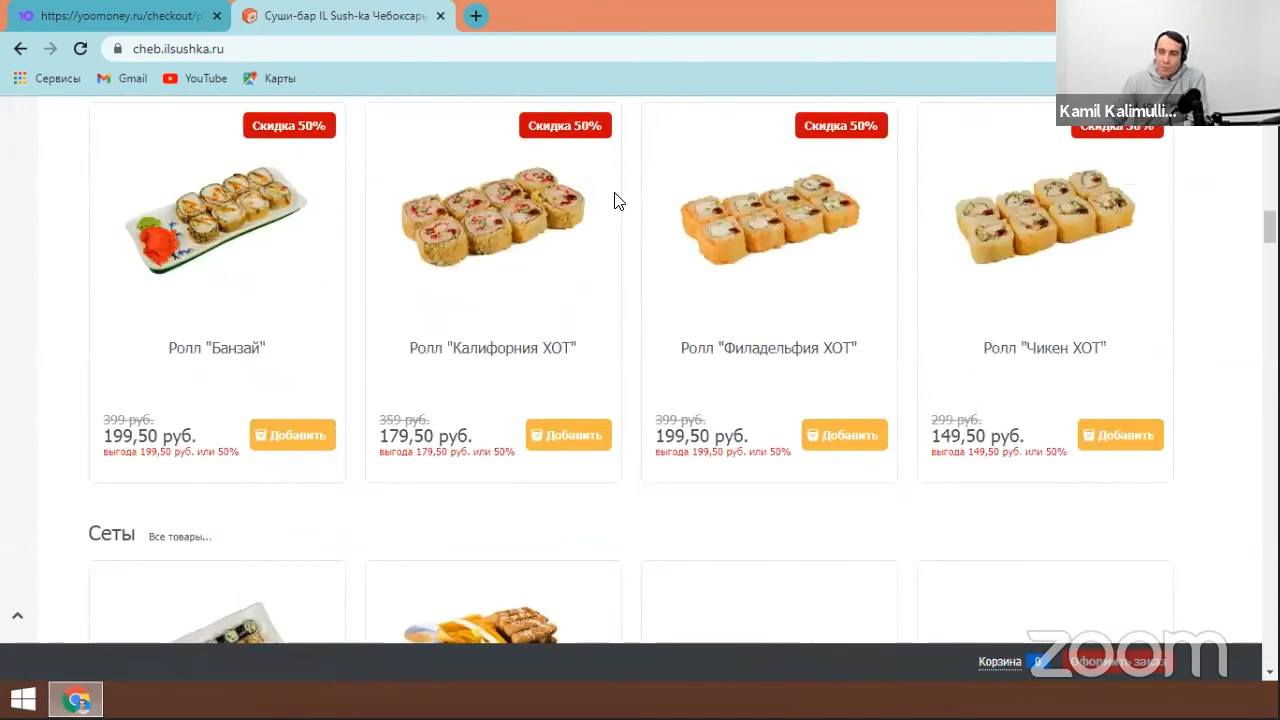 https://yoomoney.ru/checkout/p
Суши-бар IL Sush-ka Чебоксары
cheb.ilsushka.ru
Сервисы
Gmail
YouTube
Карты
Kamil Kalimulli...
Скидка 50%
Скидка 50%
Скидка 50%
Скидка 50%
Ролл "Банзай"
Ролл "Калифорния ХОТ"
Ролл "Филадельфия ХОТ"
Ролл "Чикен ХОТ"
399 руб.
199,50 руб.
выгода 199,50 руб. или 50%
Добавить
359 руб.
179,50 руб.
выгода 179,50 руб. или 50%
Добавить
399 руб.
199,50 руб.
выгода 199,50 руб. или 50%
Добавить
299 руб.
149,50 руб.
выгода 149,50 руб. или 50%
Добавить
Сеты
Все товары...
Корзина
0
Оформить заказ
zoom